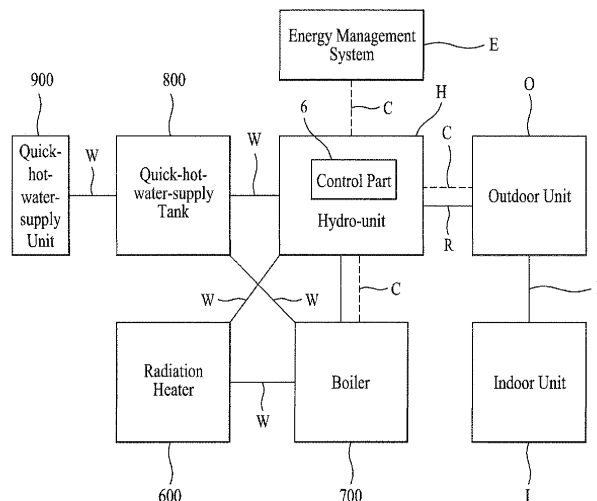 Energy Management
System
E
900
800
C
H
O
6
Quick-
hot-
water-
supply
Unit
W
Quick-hot-
water-supply
Tank
W
Control Part
Hydro-unit
C
Outdoor Unit
R
W
W
C
Radiation
Heater
W
Boiler
Indoor Unit
600
700
I